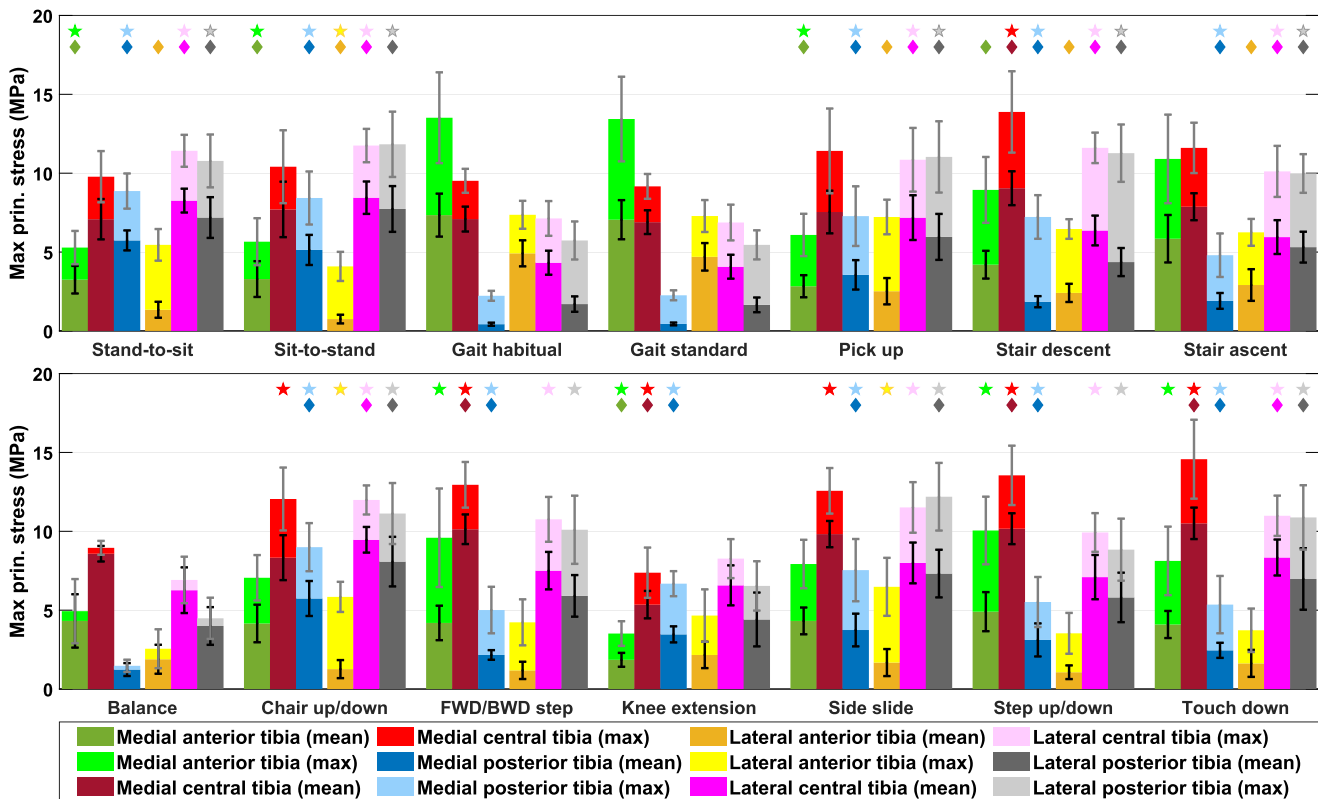 20
15
10
5
0
Max prin. stress (MPa)
Stand-to-sit Sit-to-stand Gait habitual Gait standard Pick up Stair descent Stair ascent
20
15
10
5
0
Max prin. stress (MPa)
Balance Chair up/down FWD/BWD step Knee extension Side slide Step up/down Touch down
Medial anterior tibia (mean) Medial central tibia (max) Lateral anterior tibia (mean) Lateral central tibia (max)
Medial anterior tibia (max) Medial posterior tibia (mean) Lateral anterior tibia (max) Lateral posterior tibia (mean)
Medial central tibia (mean) Medial posterior tibia (max) Lateral central tibia (mean) Lateral posterior tibia (max)